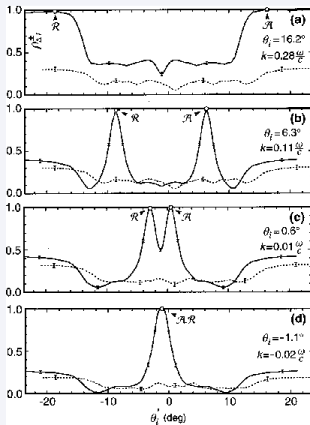 1.0
ℛ
𝒜
(a)
θᵢ=16.2°
k=0.28 ω/c
0.5
0.0
1.0
ℛ
𝒜
(b)
θᵢ=6.3°
k=0.11 ω/c
0.5
0.0
1.0
ℛ
𝒜
(c)
θᵢ=0.6°
k=0.01 ω/c
0.5
0.0
1.0
𝒜ℛ
(d)
θᵢ=-1.1°
k=-0.02 ω/c
0.5
0.0
-20 -10 0 10 20
θᵢ′ (deg)